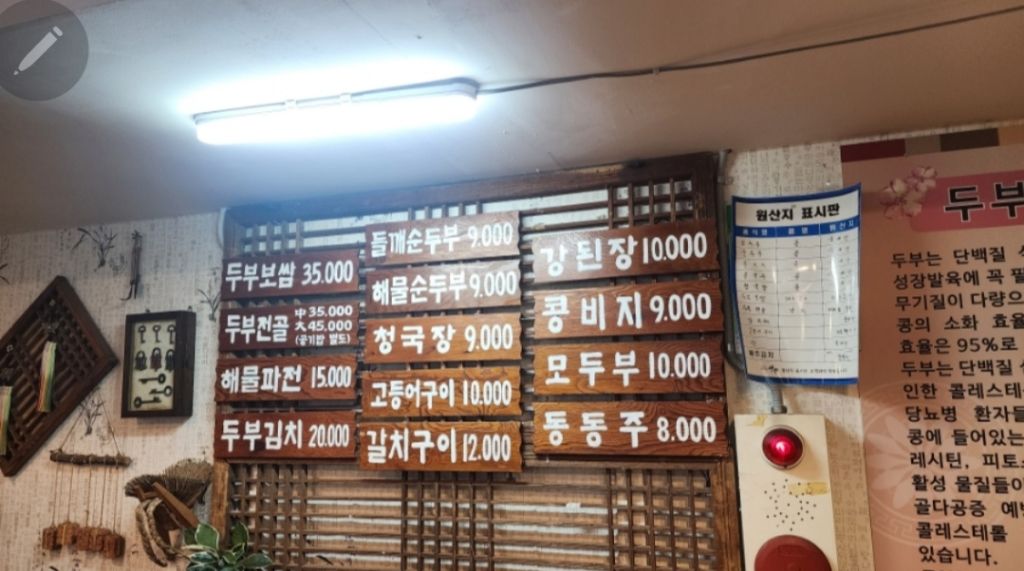 두부보쌈 35.000
두부전골 中 35.000
大 45.000
(공기밥 별도)
해물파전 15.000
두부김치 20.000
들깨순두부 9.000
해물순두부 9.000
청국장 9.000
고등어구이 10.000
갈치구이 12.000
강된장 10.000
콩비지 9.000
모두부 10.000
동동주 8.000
원산지 표시판
원산지
두부
두부는 단백질
성장발육에 꼭 필
무기질이 다량으
콩의 소화 효율
효율은 95%로
두부는 단백질
인한 콜레스테
당뇨병 환자들
콩에 들어있는
레시틴, 피토
활성 물질들이
골다공증 예
콜레스테롤
있습니다.